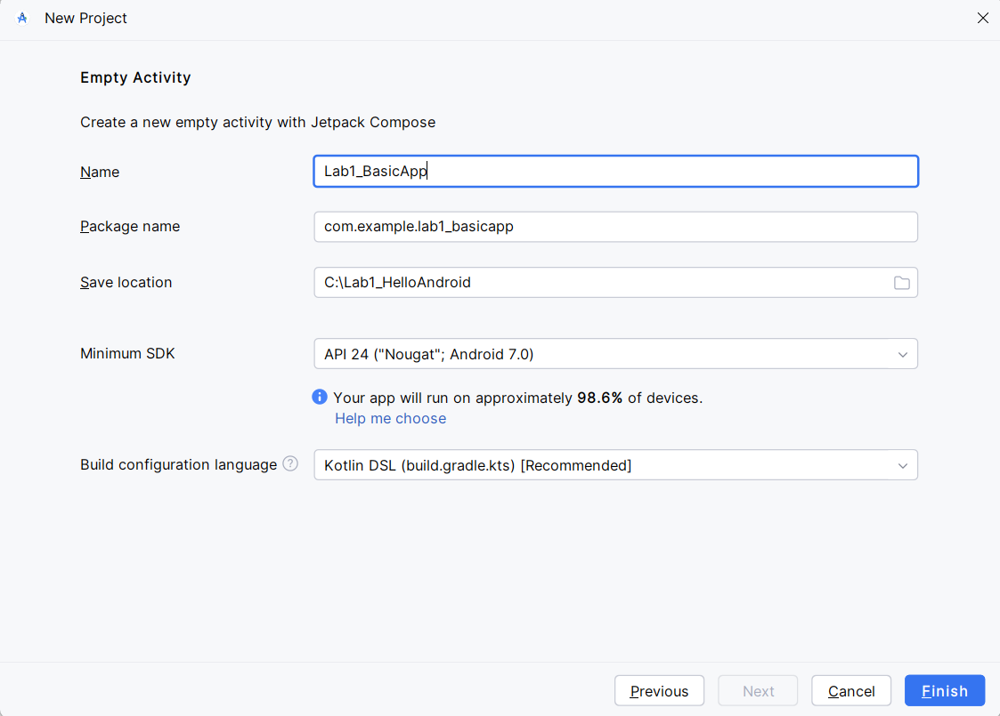 New Project
Empty Activity
Create a new empty activity with Jetpack Compose
Name Lab1_BasicApp
Package name com.example.lab1_basicapp
Save location C:\Lab1_HelloAndroid
Minimum SDK API 24 ("Nougat"; Android 7.0)
Your app will run on approximately 98.6% of devices.
Help me choose
Build configuration language ? Kotlin DSL (build.gradle.kts) [Recommended]
Previous Next Cancel Finish